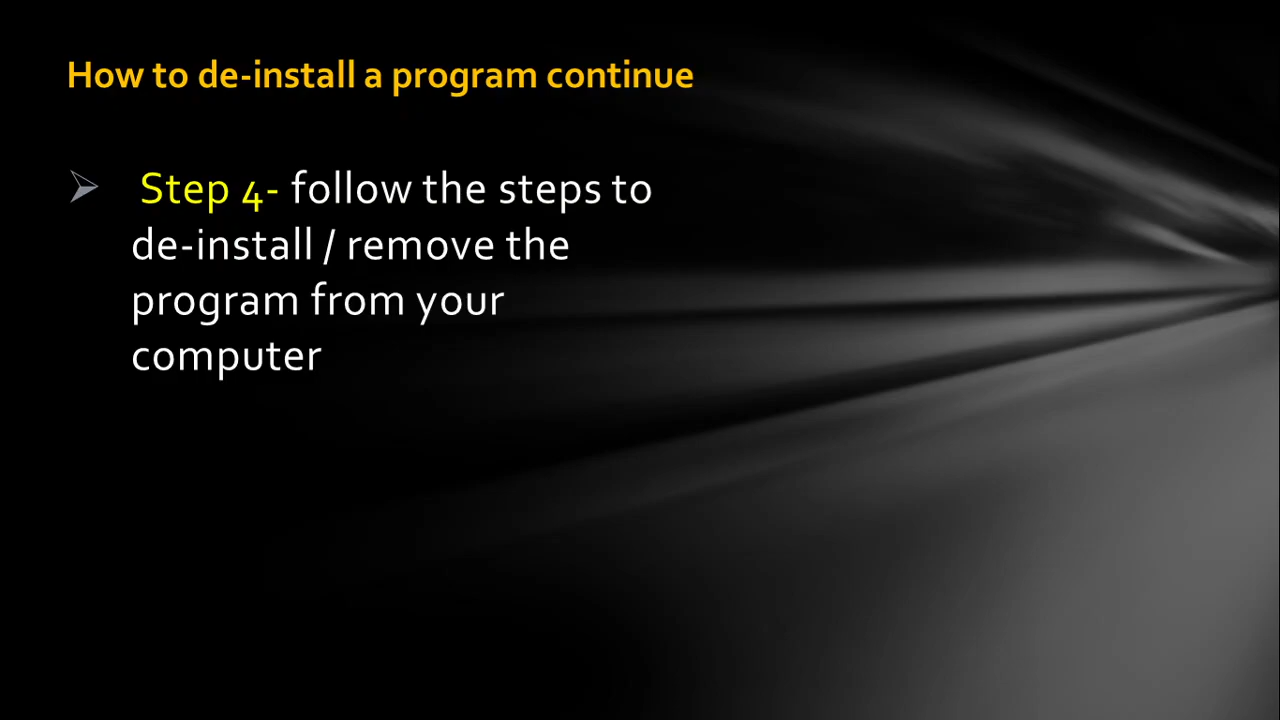 How to de-install a program continue
Step 4- follow the steps to
de-install / remove the
program from your
computer